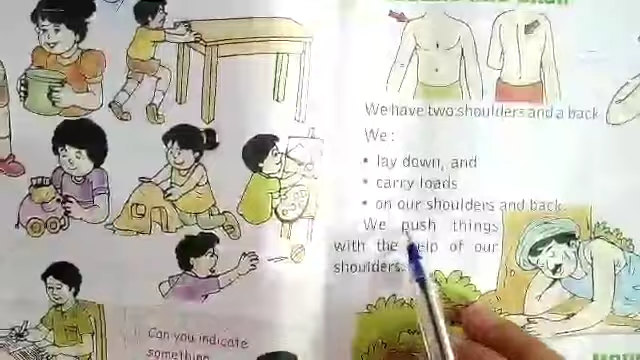 We have two shoulders and a back
We :
• lay down, and
• carry loads
• on our shoulders and back.
We push things
with the help of our
shoulders.
Can you indicate
something